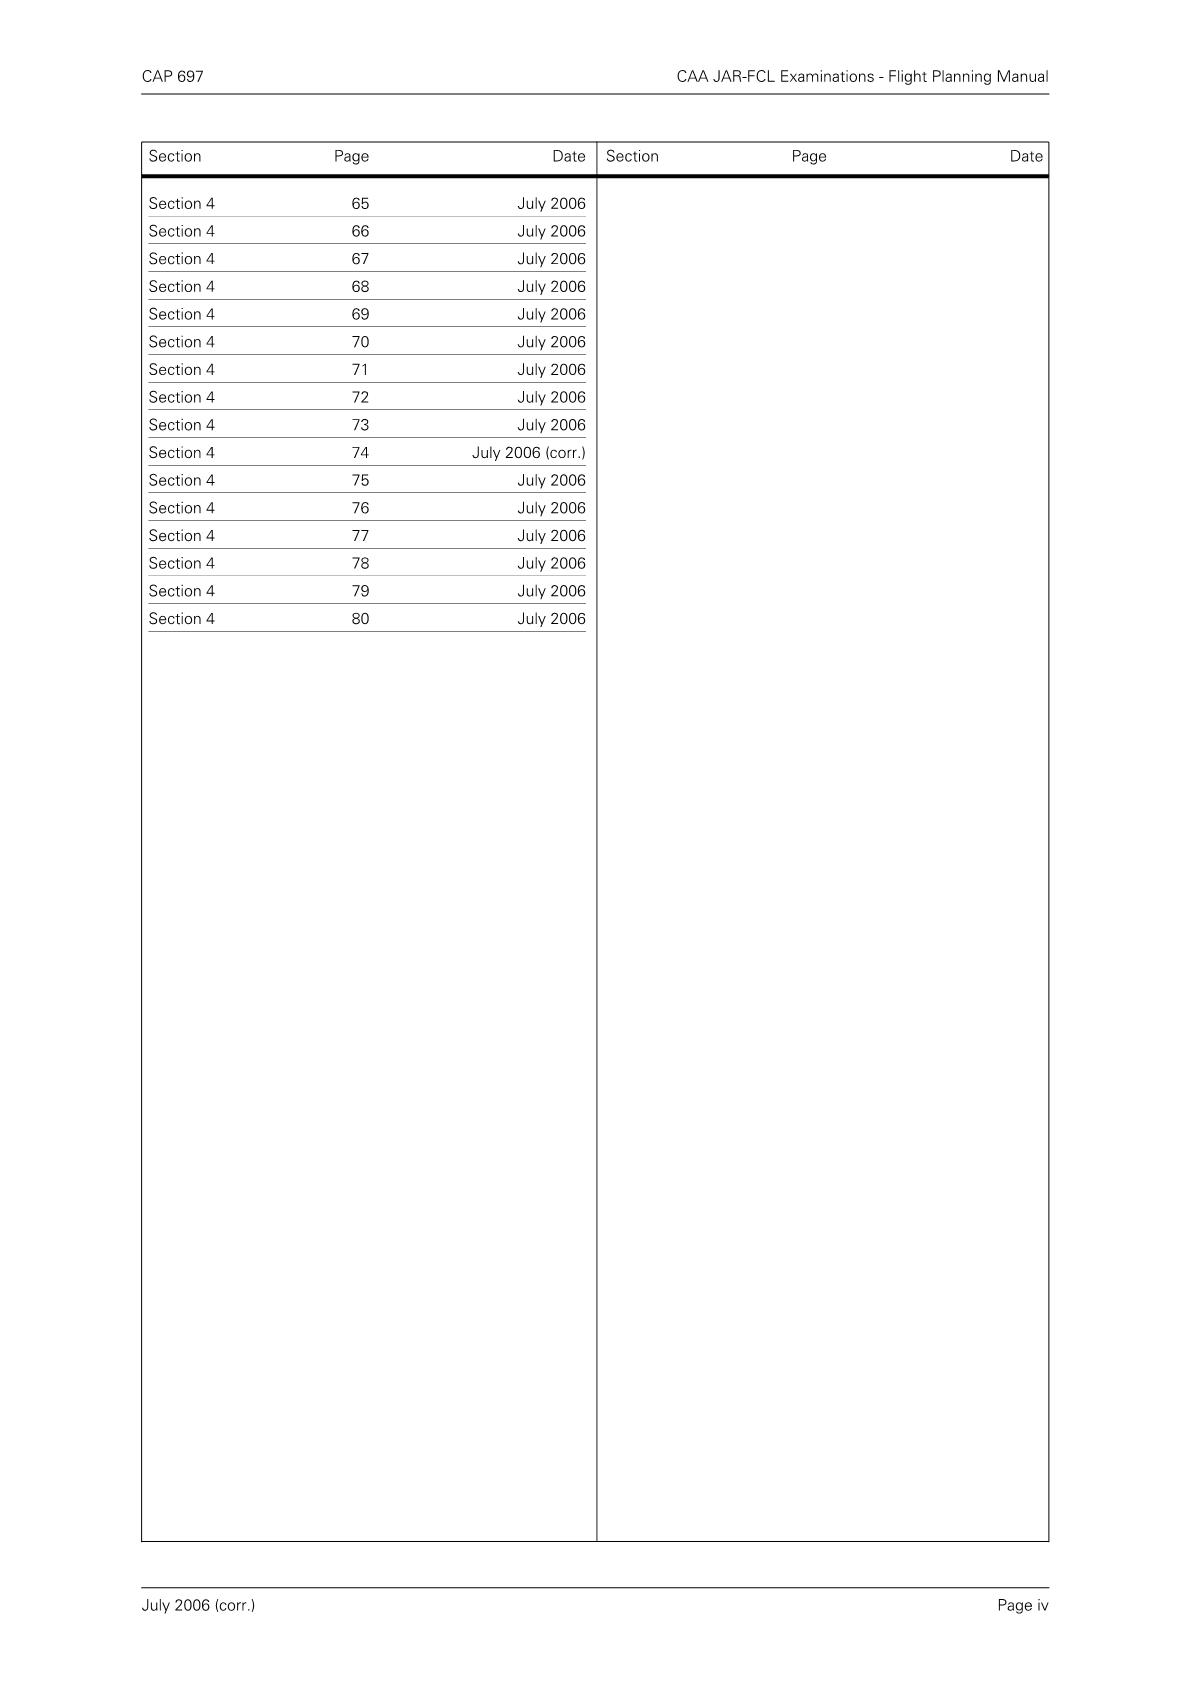 CAP 697 CAA JAR-FCL Examinations - Flight Planning Manual
Section Page Date Section Page Date
Section 4 65 July 2006
Section 4 66 July 2006
Section 4 67 July 2006
Section 4 68 July 2006
Section 4 69 July 2006
Section 4 70 July 2006
Section 4 71 July 2006
Section 4 72 July 2006
Section 4 73 July 2006
Section 4 74 July 2006 (corr.)
Section 4 75 July 2006
Section 4 76 July 2006
Section 4 77 July 2006
Section 4 78 July 2006
Section 4 79 July 2006
Section 4 80 July 2006
July 2006 (corr.) Page iv